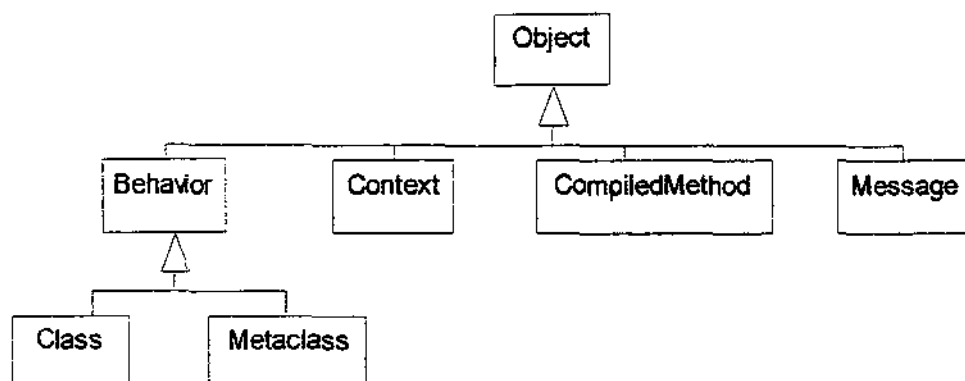 Object
Behavior
Context
CompiledMethod
Message
Class
Metaclass